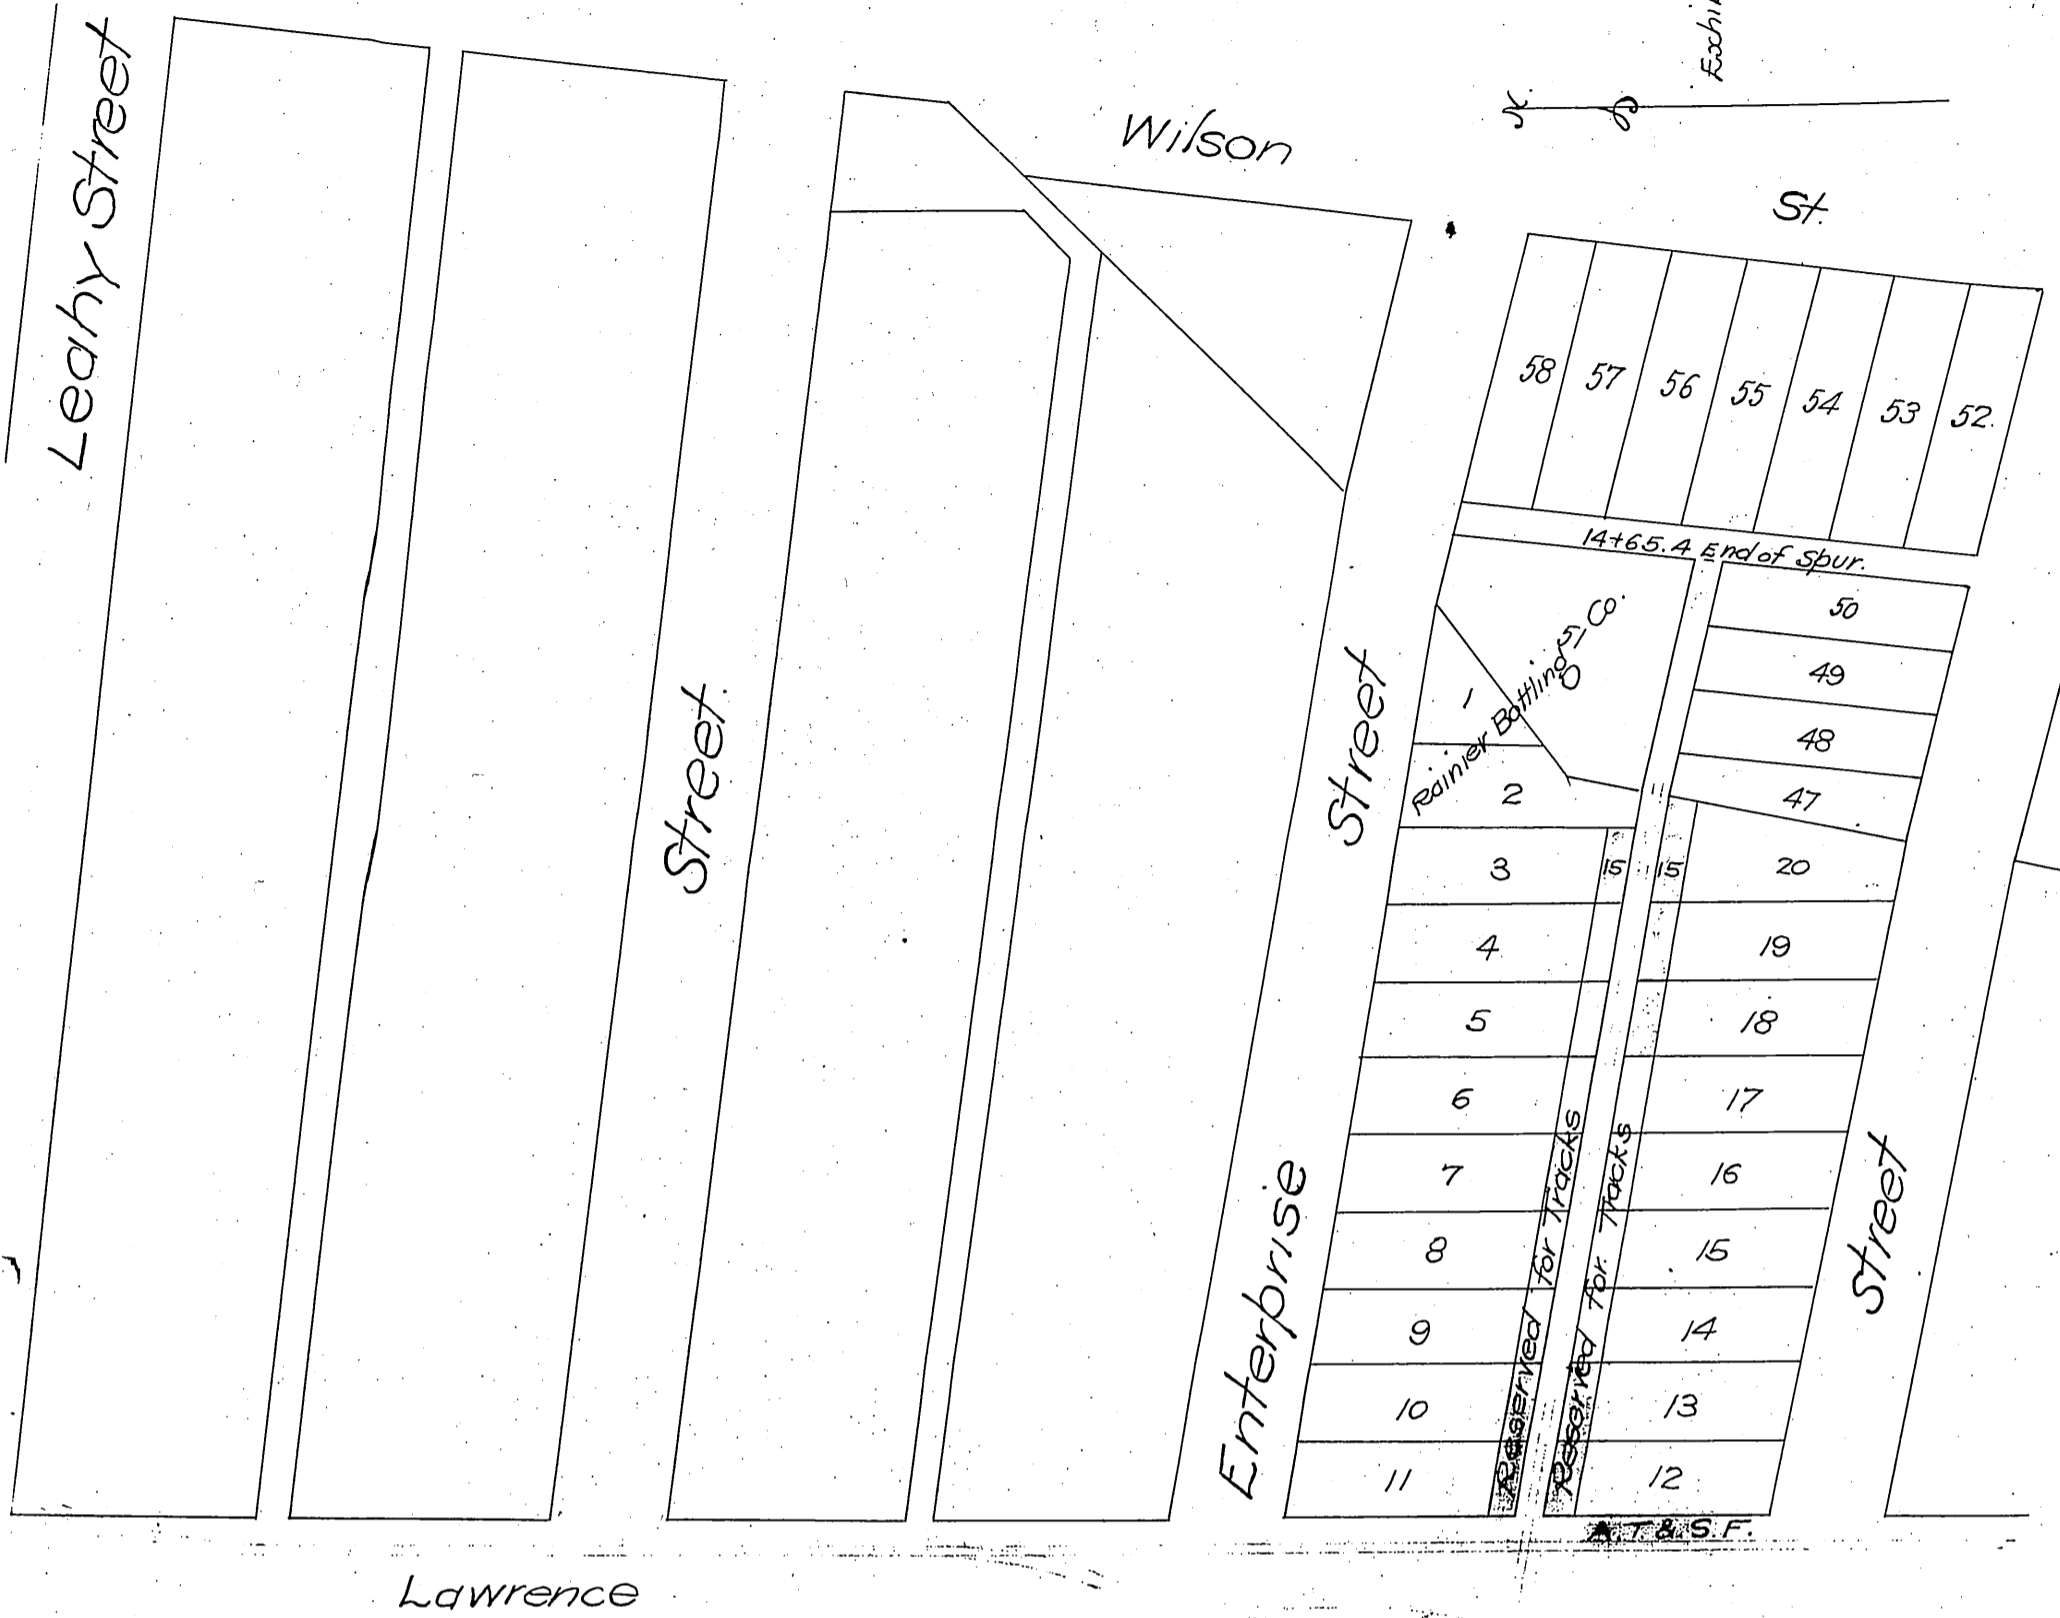 Leahy Street
Wilson
St.
N.
58
57
56
55
54
53
52.
14+65.4 End of Spur.
50
49
48
47
51
Rainier Bottling Co.
1
2
3
15
15
20
4
19
5
18
6
17
7
16
8
15
9
14
10
13
11
12
Reserved for Tracks
Reserved for Tracks
Street
Enterprise Street
Street
A.T. & S.F.
Lawrence